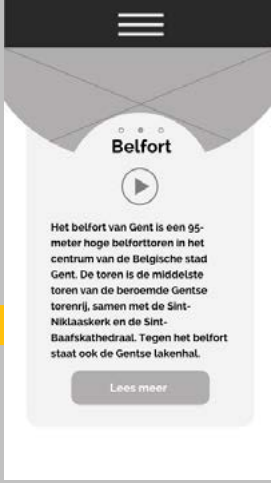 Belfort
Het belfort van Gent is een 95-
meter hoge belforttoren in het
centrum van de Belgische stad
Gent. De toren is de middelste
toren van de beroemde Gentse
torenrij, samen met de Sint-
Niklaaskerk en de Sint-
Baafskathedraal. Tegen het belfort
staat ook de Gentse lakenhal.
Lees meer